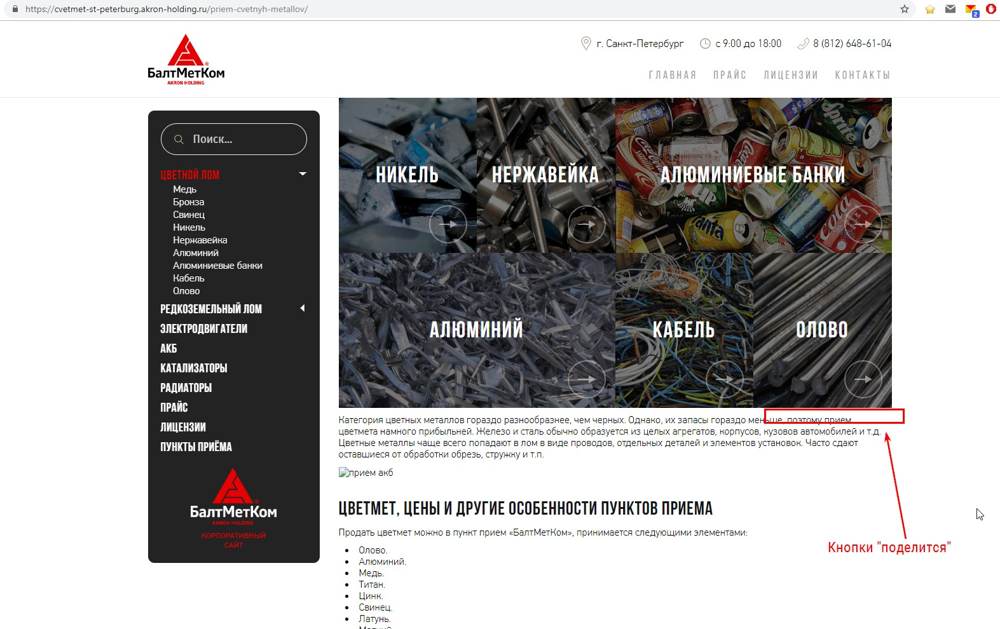 https://cvetmet-st-peterburg.akron-holding.ru/priem-cvetnyh-metallov/
2
БалтМетКом
AKRON HOLDING
г. Санкт-Петербург
с 9:00 до 18:00
8 (812) 648-61-04
ГЛАВНАЯ ПРАЙС ЛИЦЕНЗИИ КОНТАКТЫ
Поиск...
ЦВЕТНОЙ ЛОМ
Медь
Бронза
Свинец
Никель
Нержавейка
Алюминий
Алюминиевые банки
Кабель
Олово
РЕДКОЗЕМЕЛЬНЫЙ ЛОМ
ЭЛЕКТРОДВИГАТЕЛИ
АКБ
КАТАЛИЗАТОРЫ
РАДИАТОРЫ
ПРАЙС
ЛИЦЕНЗИИ
ПУНКТЫ ПРИЁМА
БалтМетКом
AKRON HOLDING
КОРПОРАТИВНЫЙ
САЙТ
НИКЕЛЬ
НЕРЖАВЕЙКА
АЛЮМИНИЕВЫЕ БАНКИ
АЛЮМИНИЙ
КАБЕЛЬ
ОЛОВО
Категория цветных металлов гораздо разнообразнее, чем черных. Однако, их запасы гораздо меньше, поэтому прием
цветмета намного прибыльней. Железо и сталь обычно образуется из целых агрегатов, корпусов, кузовов автомобилей и т.д.
Цветные металлы чаще всего попадают в лом в виде проводов, отдельных деталей и элементов установок. Часто сдают
оставшиеся от обработки обрезь, стружку и т.п.
прием акб
ЦВЕТМЕТ, ЦЕНЫ И ДРУГИЕ ОСОБЕННОСТИ ПУНКТОВ ПРИЕМА
Продать цветмет можно в пункт прием «БалтМетКом», принимается следующими элементами:
Олово.
Алюминий.
Медь.
Титан.
Цинк.
Свинец.
Латунь.
Кнопки "поделится"